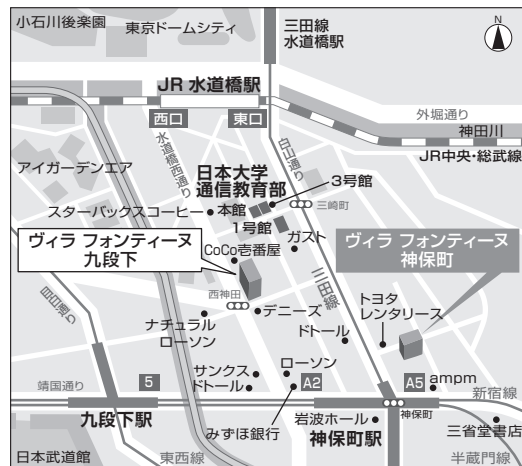 小石川後楽園
東京ドームシティ
三田線
水道橋駅
N
JR 水道橋駅
外堀通り
神田川
西口
東口
JR中央・総武線
水道橋西通り
白山通り
アイガーデンエア
日本大学
通信教育部
3号館
スターバックスコーヒー
本館
三崎町
1号館
ガスト
ヴィラ フォンティーヌ
九段下
CoCo壱番屋
ヴィラ フォンティーヌ
神保町
目白通り
西神田
三田線
デニーズ
トヨタ
レンタリース
ナチュラル
ローソン
ドトール
サンクス
ドトール
ローソン
靖国通り
5
A2
A5
ampm
新宿線
九段下駅
みずほ銀行
岩波ホール
神保町
神保町駅
三省堂書店
日本武道館
東西線
半蔵門線